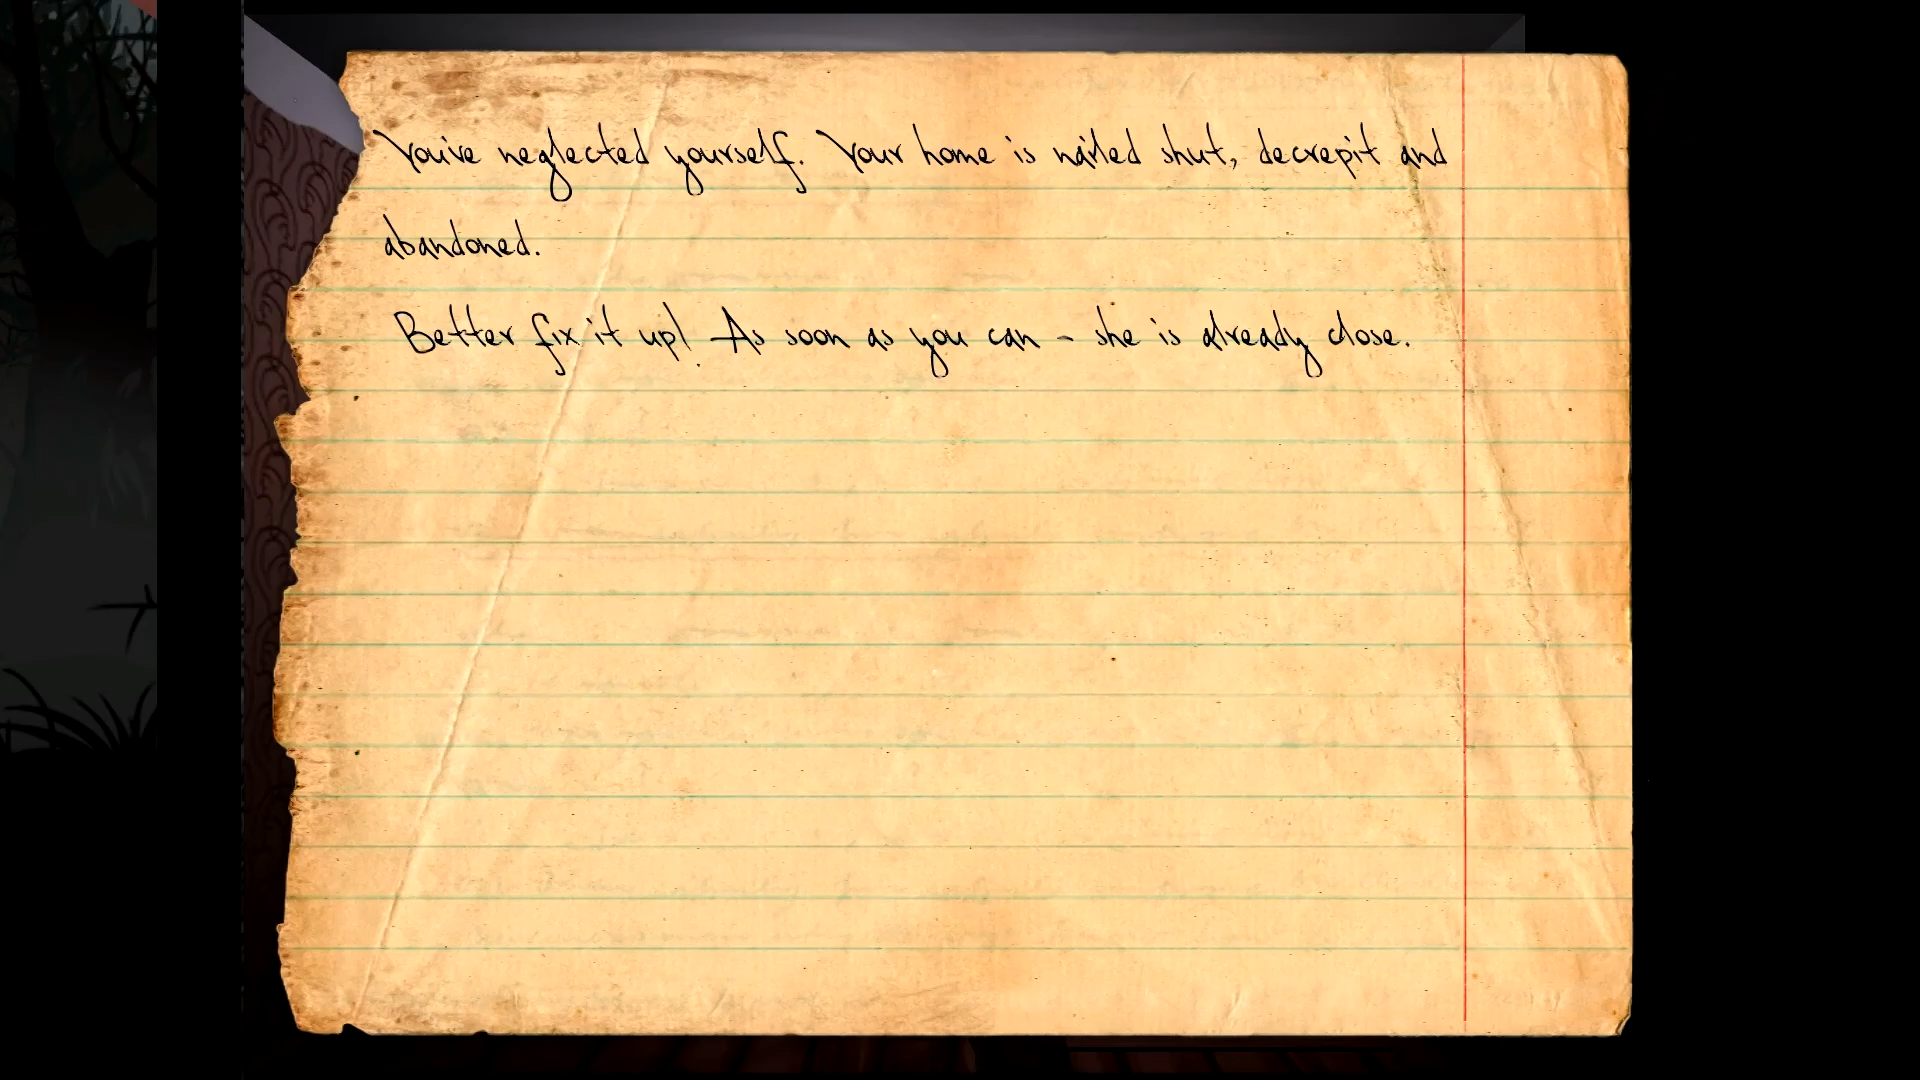 You've neglected yourself. Your home is nailed shut, decrepit and
abandoned.
Better fix it up! As soon as you can - she is already close.